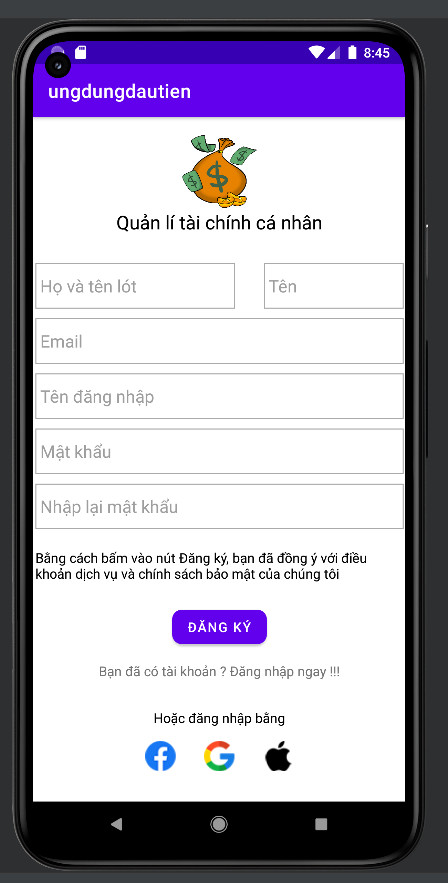 8:45
ungdungdautien
Quản lí tài chính cá nhân
Họ và tên lót
Tên
Email
Tên đăng nhập
Mật khẩu
Nhập lại mật khẩu
Bằng cách bấm vào nút Đăng ký, bạn đã đồng ý với điều
khoản dịch vụ và chính sách bảo mật của chúng tôi
ĐĂNG KÝ
Bạn đã có tài khoản ? Đăng nhập ngay !!!
Hoặc đăng nhập bằng